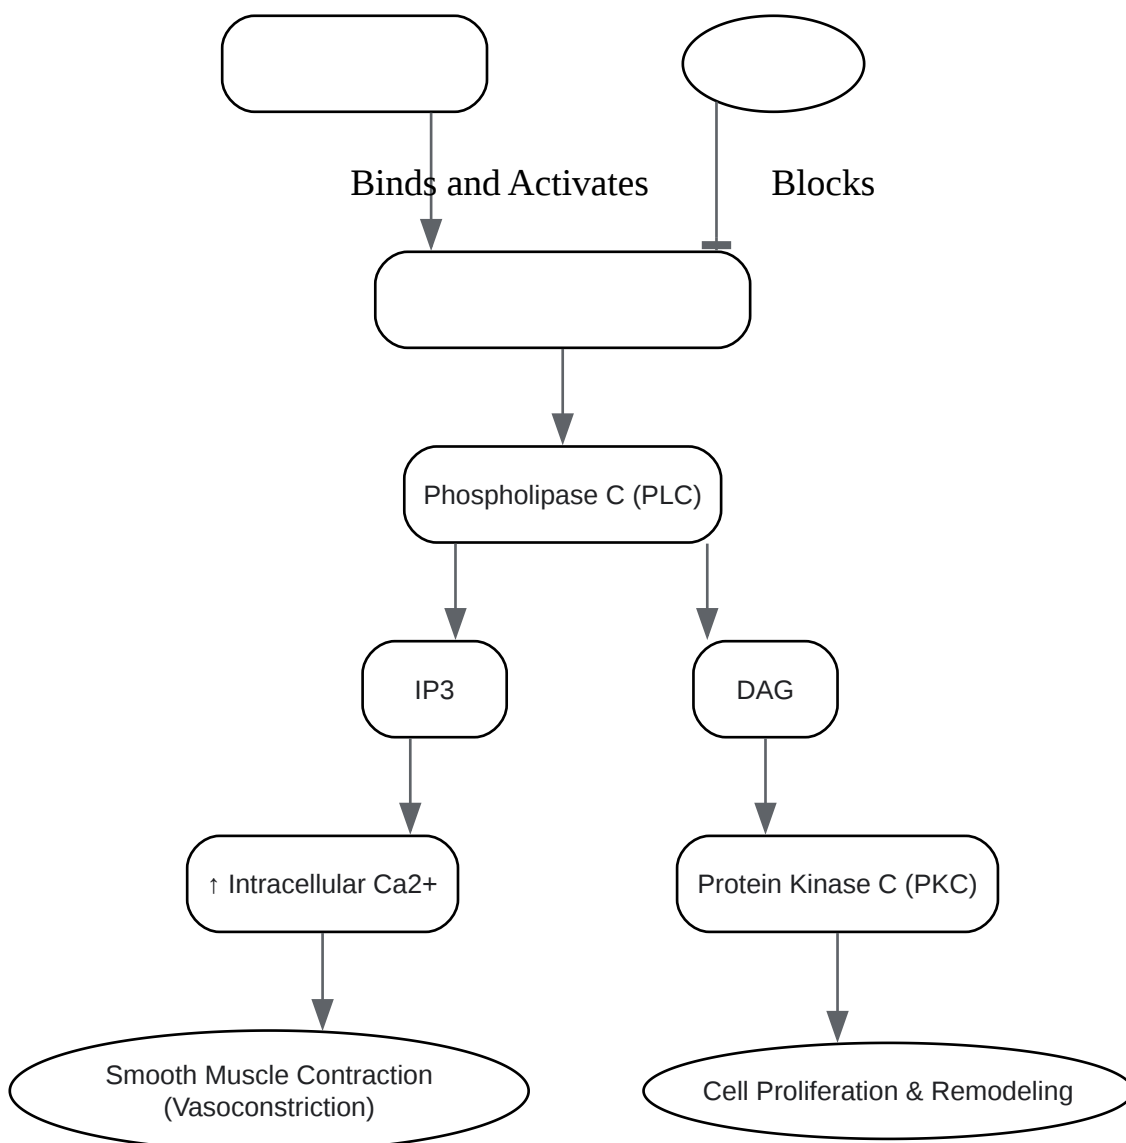 Binds and Activates
Blocks
Phospholipase C (PLC)
IP3
DAG
↑ Intracellular Ca2+
Protein Kinase C (PKC)
Smooth Muscle Contraction
(Vasoconstriction)
Cell Proliferation & Remodeling